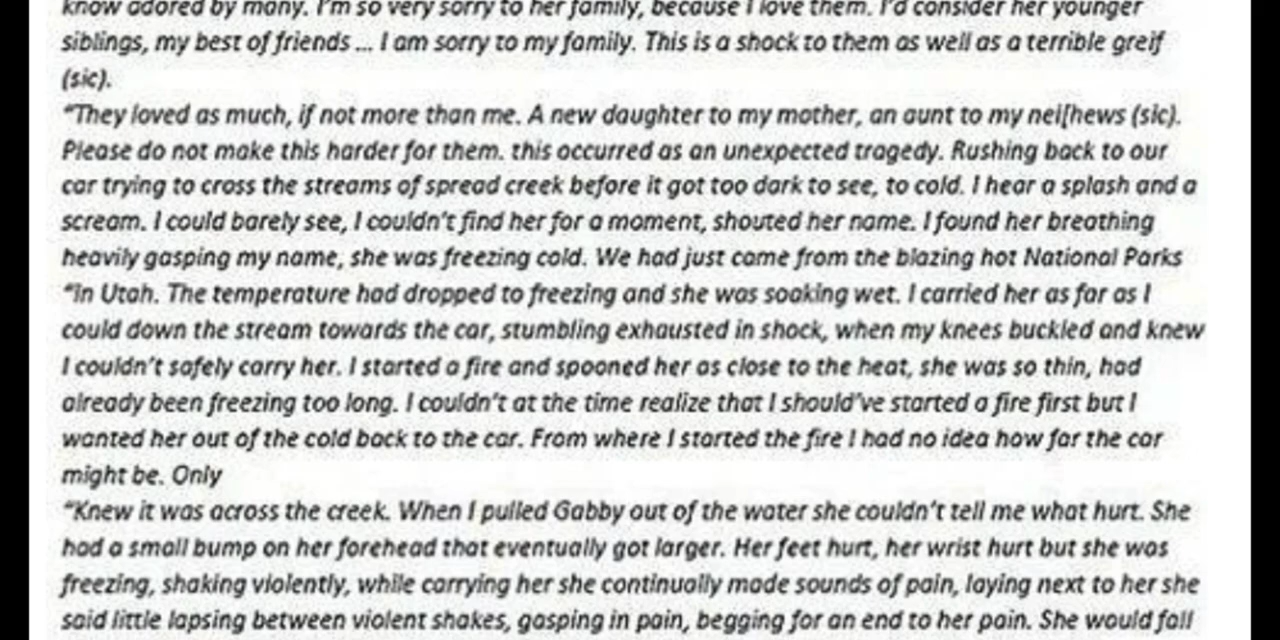 know adored by many. I'm so very sorry to her family, because I love them. I'd consider her younger
siblings, my best of friends ... I am sorry to my family. This is a shock to them as well as a terrible greif
(sic).
"They loved as much, if not more than me. A new daughter to my mother, an aunt to my nei[hews (sic).
Please do not make this harder for them. this occurred as an unexpected tragedy. Rushing back to our
car trying to cross the streams of spread creek before it got too dark to see, to cold. I hear a splash and a
scream. I could barely see, I couldn't find her for a moment, shouted her name. I found her breathing
heavily gasping my name, she was freezing cold. We had just came from the blazing hot National Parks
"In Utah. The temperature had dropped to freezing and she was soaking wet. I carried her as far as I
could down the stream towards the car, stumbling exhausted in shock, when my knees buckled and knew
I couldn't safely carry her. I started a fire and spooned her as close to the heat, she was so thin, had
already been freezing too long. I couldn't at the time realize that I should've started a fire first but I
wanted her out of the cold back to the car. From where I started the fire I had no idea how far the car
might be. Only
"Knew it was across the creek. When I pulled Gabby out of the water she couldn't tell me what hurt. She
had a small bump on her forehead that eventually got larger. Her feet hurt, her wrist hurt but she was
freezing, shaking violently, while carrying her she continually made sounds of pain, laying next to her she
said little lapsing between violent shakes, gasping in pain, begging for an end to her pain. She would fall